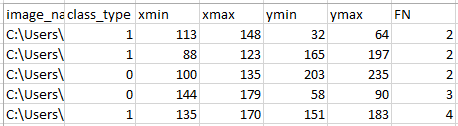 image_na class_type xmin xmax ymin ymax FN
C:\Users\ 1 113 148 32 64 2
C:\Users\ 1 88 123 165 197 2
C:\Users\ 0 100 135 203 235 2
C:\Users\ 0 144 179 58 90 3
C:\Users\ 1 135 170 151 183 4